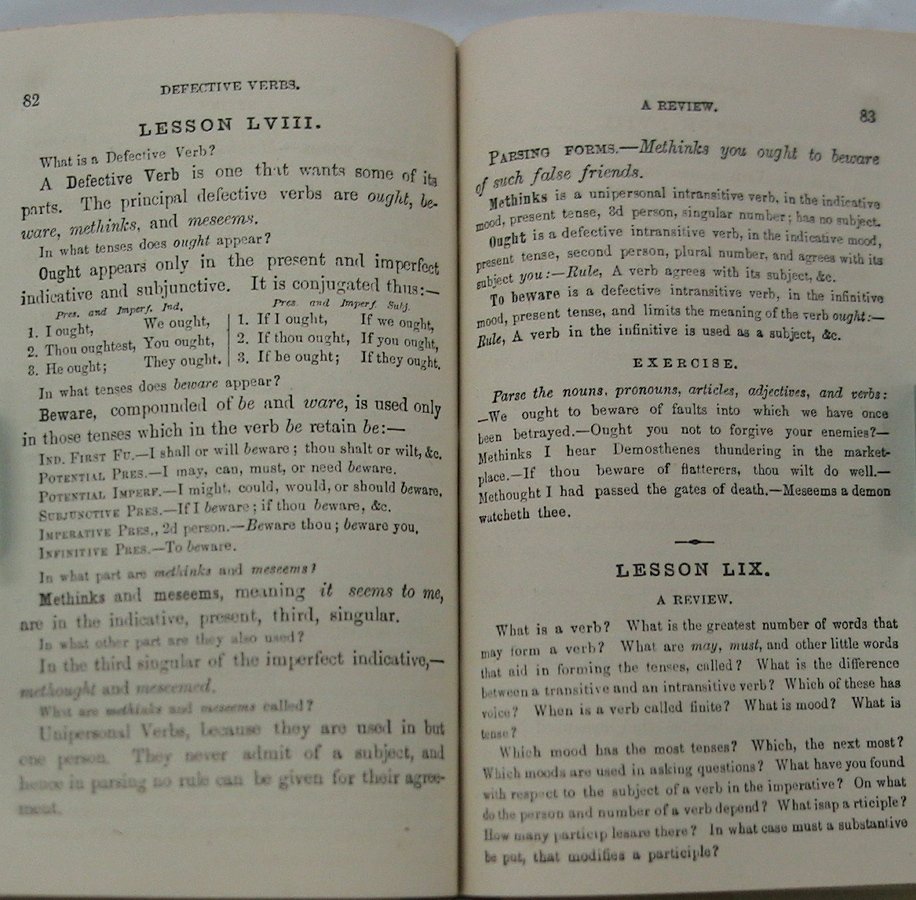 82
DEFECTIVE VERBS.
LESSON LVIII.
What is a Defective Verb?
A Defective Verb is one that wants some of its
parts. The principal defective verbs are ought, be-
ware, methinks, and meseems.
In what tenses does ought appear?
Ought appears only in the present and imperfect
indicative and subjunctive. It is conjugated thus:—
Pres. and Imperf. Ind, Pres. and Imperf. Subj.
1. I ought, We ought, 1. If I ought, If we ought,
2. Thou oughtest, You ought, 2. If thou ought, If you ought,
3. He ought; They ought. 3. If he ought; If they ought.
In what tenses does beware appear?
Beware, compounded of be and ware, is used only
in those tenses which in the verb be retain be:—
IND. FIRST FU.—I shall or will beware; thou shalt or wilt, &c.
POTENTIAL PRES.—I may, can, must, or need beware.
POTENTIAL IMPERF.—I might, could, would, or should beware.
SUBJUNCTIVE PRES.—If I beware; if thou beware, &c.
IMPERATIVE PRES., 2d person.—Beware thou; beware you,
INFINITIVE PRES.—To beware.
In what part are methinks and meseems?
Methinks and meseems, meaning it seems to me,
are in the indicative, present, third, singular.
In what other part are they also used?
In the third singular of the imperfect indicative,—
methought and meseemed.
What are methinks and meseems called?
Unipersonal Verbs, because they are used in but
one person. They never admit of a subject, and
hence in parsing no rule can be given for their agree-
ment.
A REVIEW.
83
PARSING FORMS.—Methinks you ought to beware
of such false friends.
Methinks is a unipersonal intransitive verb, in the indicative
mood, present tense, 3d person, singular number; has no subject.
Ought is a defective intransitive verb, in the indicative mood,
present tense, second person, plural number, and agrees with its
subject you:—Rule, A verb agrees with its subject, &c.
To beware is a defective intransitive verb, in the infinitive
mood, present tense, and limits the meaning of the verb ought:—
Rule, A verb in the infinitive is used as a subject, &c.
EXERCISE.
Parse the nouns, pronouns, articles, adjectives, and verbs:
—We ought to beware of faults into which we have once
been betrayed.—Ought you not to forgive your enemies?—
Methinks I hear Demosthenes thundering in the market-
place.—If thou beware of flatterers, thou wilt do well.—
Methought I had passed the gates of death.—Meseems a demon
watcheth thee.
LESSON LIX.
A REVIEW.
What is a verb? What is the greatest number of words that
may form a verb? What are may, must, and other little words
that aid in forming the tenses, called? What is the difference
between a transitive and an intransitive verb? Which of these has
voice? When is a verb called finite? What is mood? What is
tense?
Which mood has the most tenses? Which, the next most?
Which moods are used in asking questions? What have you found
with respect to the subject of a verb in the imperative? On what
do the person and number of a verb depend? What isap rticiple?
How many particip lesare there? In what case must a substantive
be put, that modifies a participle?